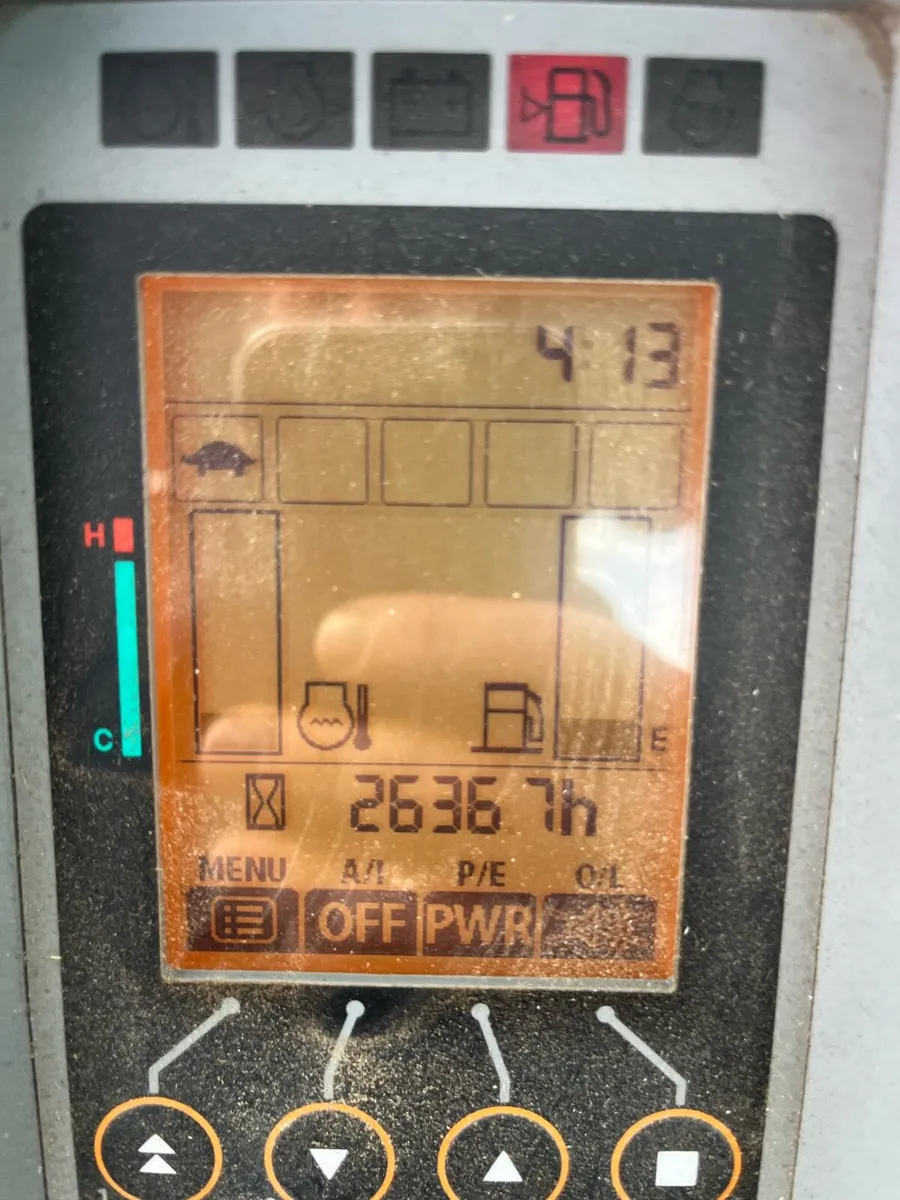 4:13
H
C
E
26367h
MENU A/I P/E O/L
OFF PWR